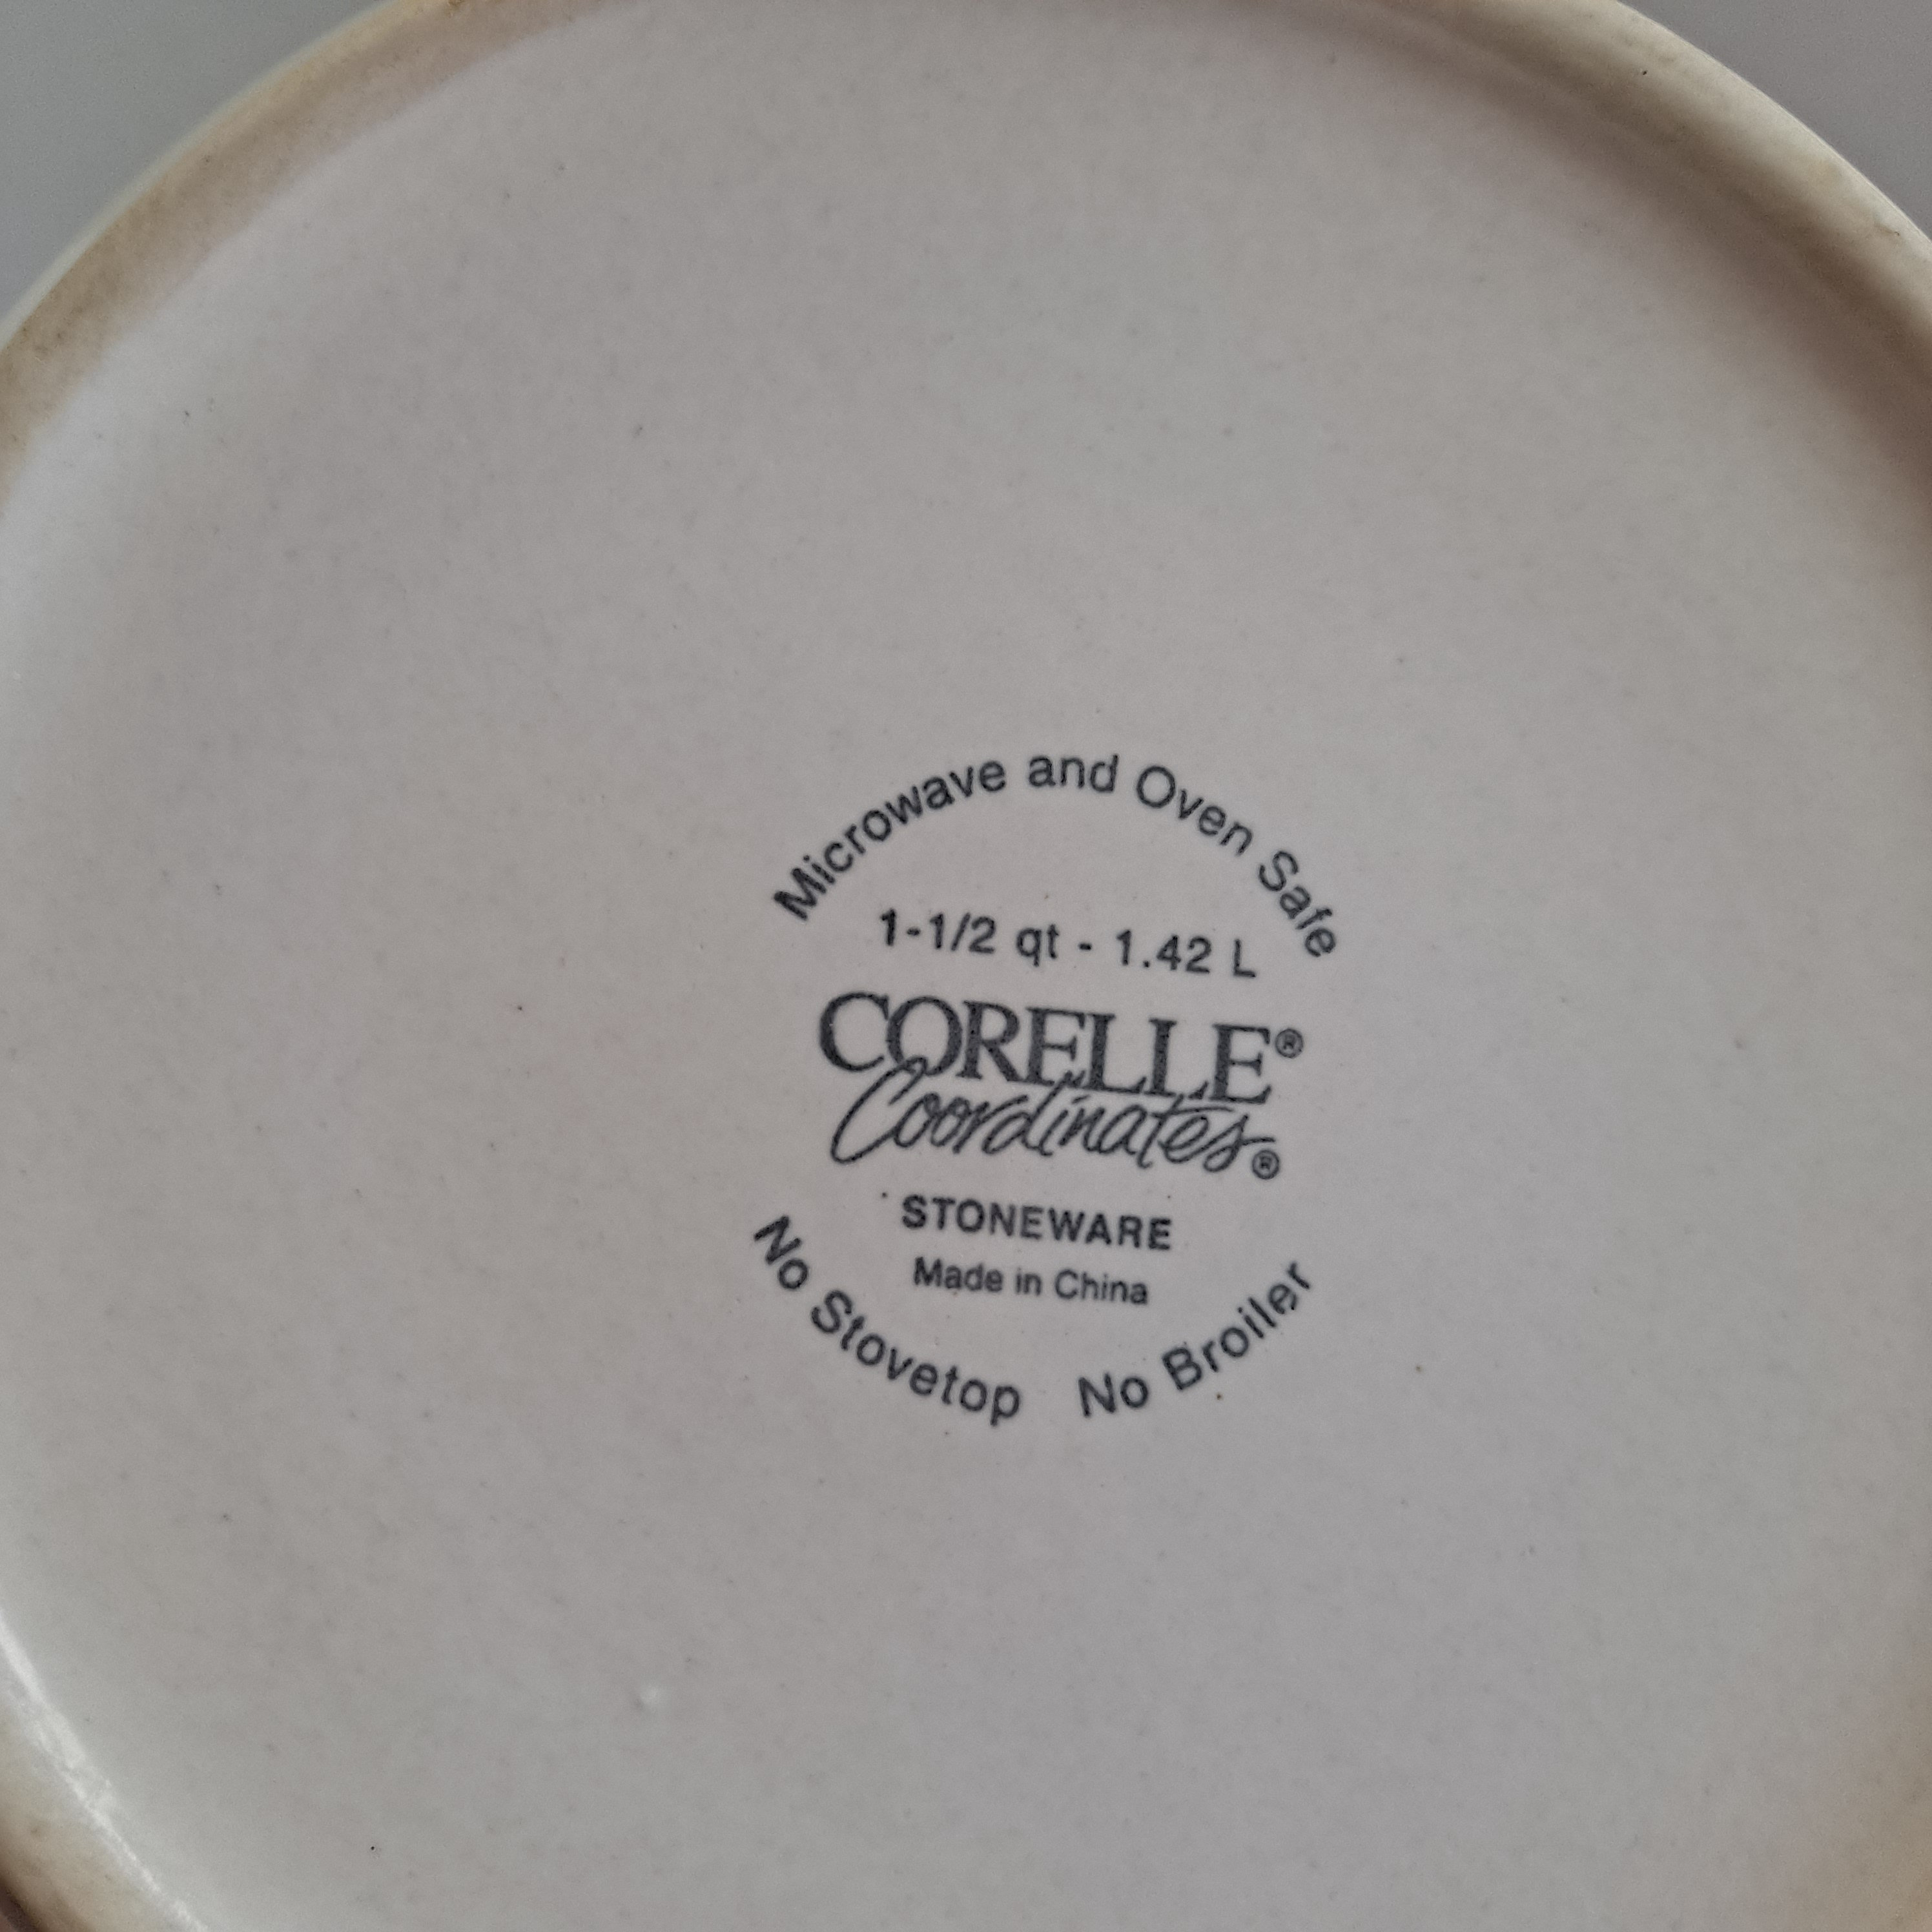 Microwave and Oven Safe
1-1/2 qt - 1.42 L
CORELLE®
Coordinates®
STONEWARE
Made in China
No Stovetop No Broiler